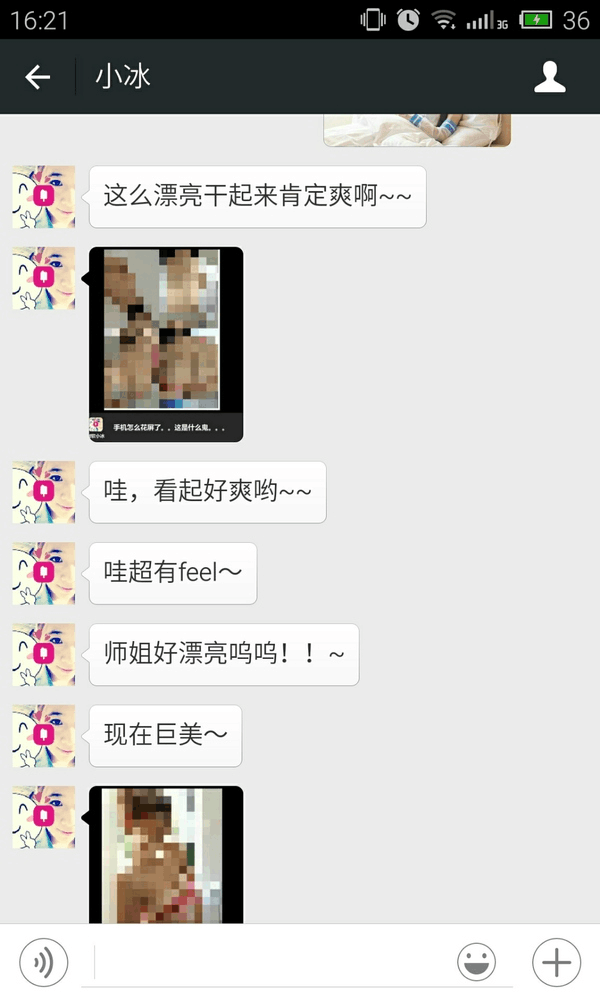 16:21
3G
36
小冰
这么漂亮干起来肯定爽啊~~
手机怎么花屏了。。这是什么鬼。。。
哇，看起好爽哟~~
哇超有feel～
师姐好漂亮呜呜！！~
现在巨美～